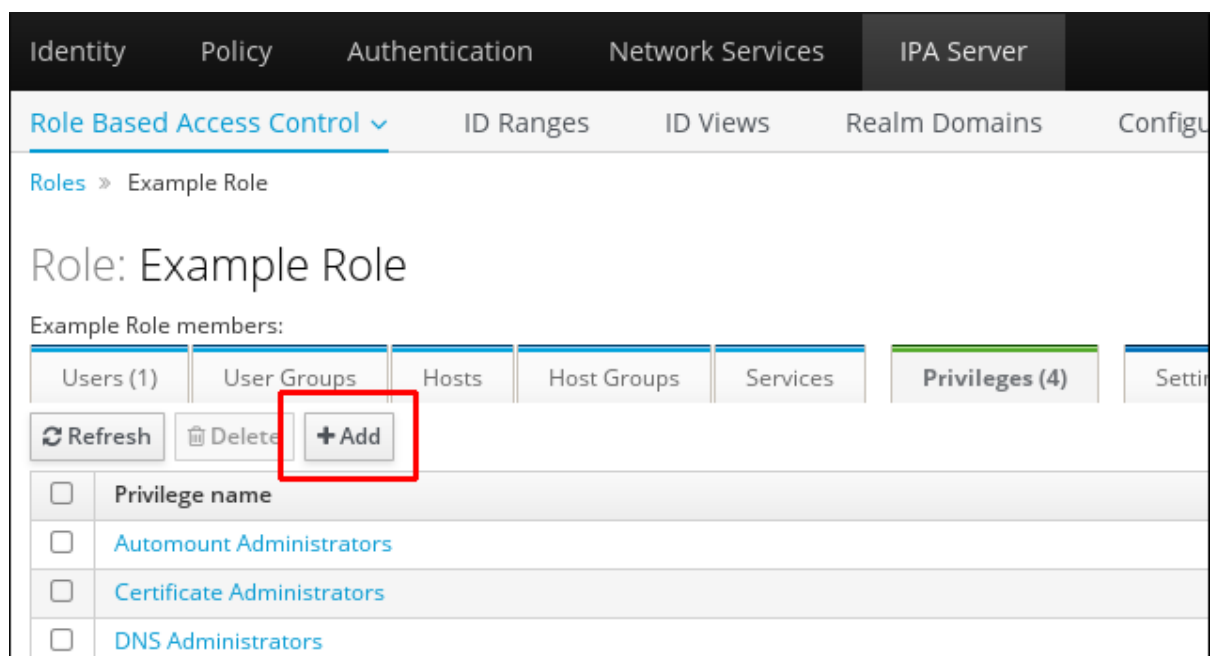 Identity Policy Authentication Network Services IPA Server
Role Based Access Control ID Ranges ID Views Realm Domains Configu
Roles » Example Role
Role: Example Role
Example Role members:
Users (1) User Groups Hosts Host Groups Services Privileges (4) Settin
Refresh Delete +Add
Privilege name
Automount Administrators
Certificate Administrators
DNS Administrators